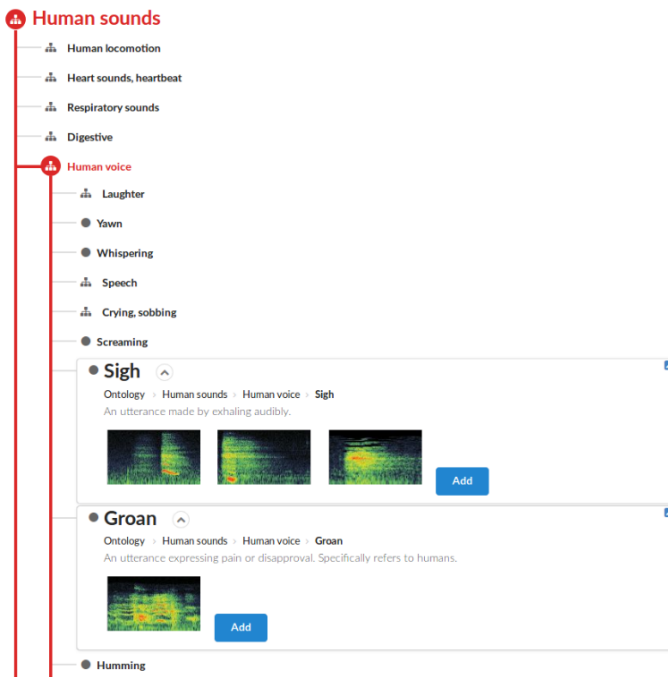 Human sounds
Human locomotion
Heart sounds, heartbeat
Respiratory sounds
Digestive
Human voice
Laughter
Yawn
Whispering
Speech
Crying, sobbing
Screaming
Sigh
Ontology › Human sounds › Human voice › Sigh
An utterance made by exhaling audibly.
Add
Groan
Ontology › Human sounds › Human voice › Groan
An utterance expressing pain or disapproval. Specifically refers to humans.
Add
Humming